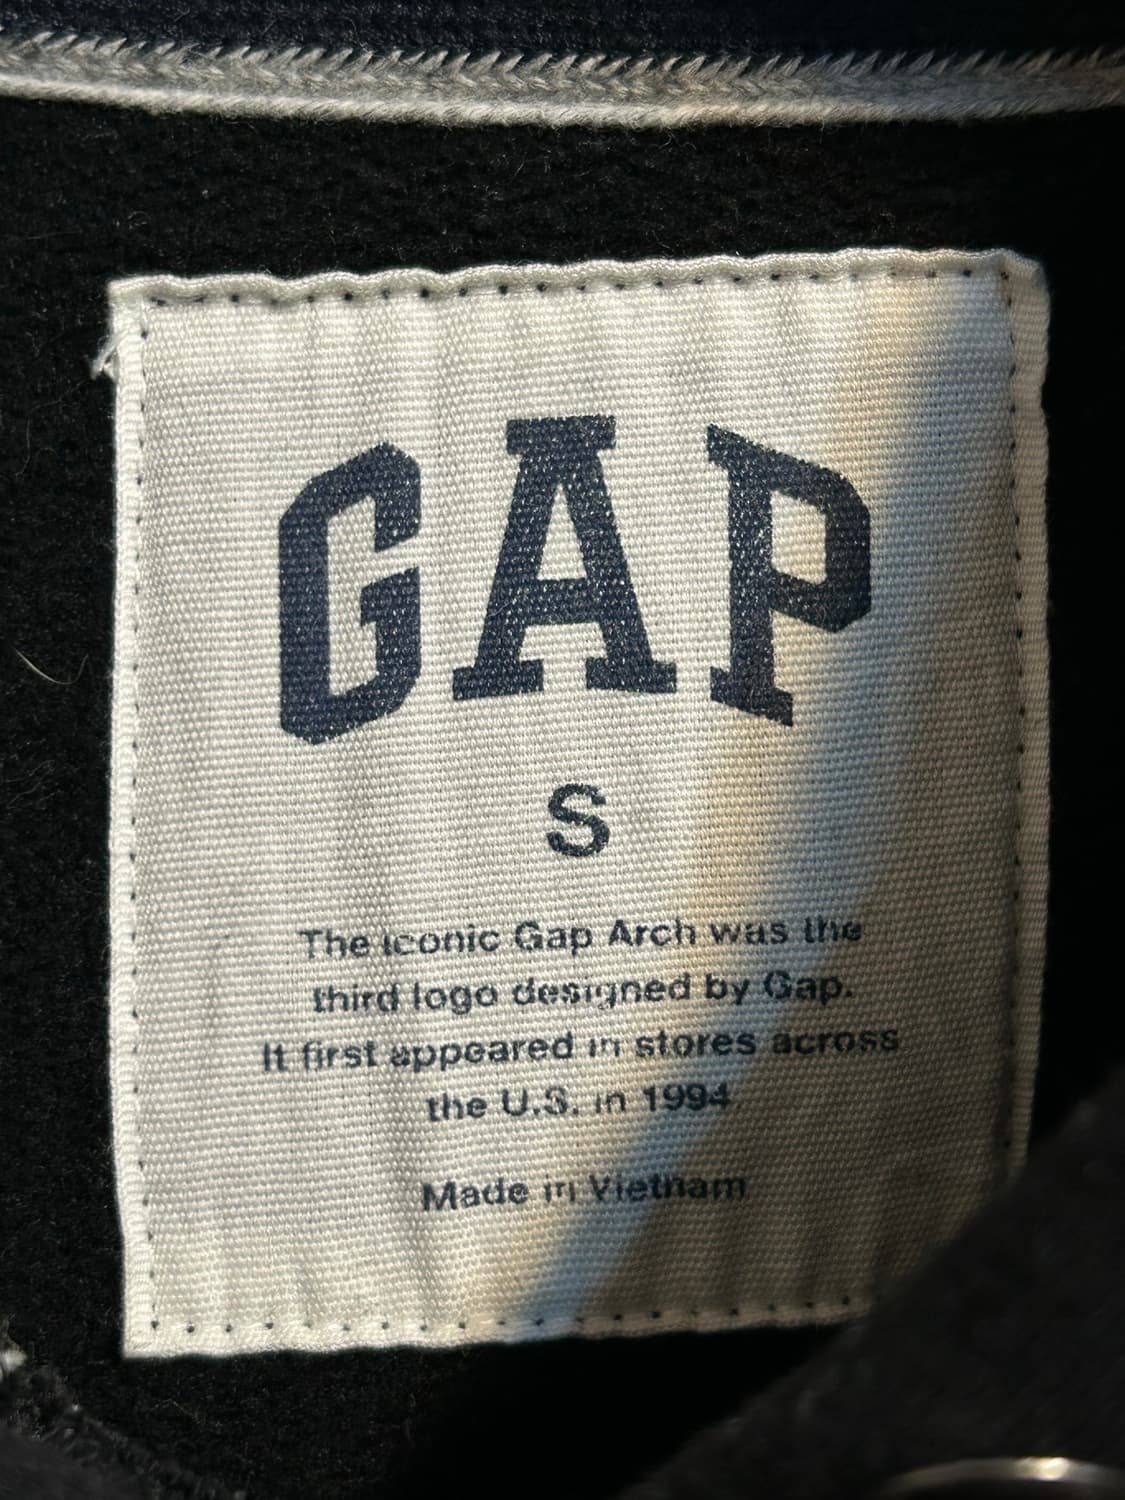 GAP
S
The iconic Gap Arch was the
third logo designed by Gap.
It first appeared in stores across
the U.S. in 1994
Made in Vietnam